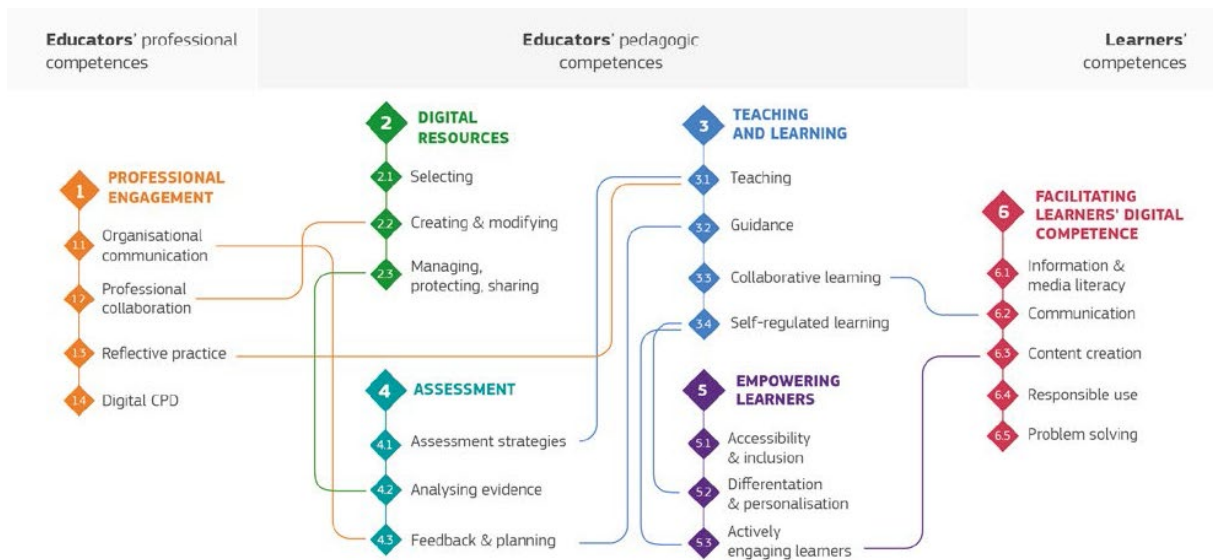 Educators' professional
competences
Educators' pedagogic
competences
Learners'
competences
1
PROFESSIONAL
ENGAGEMENT
1.1
Organisational
communication
1.2
Professional
collaboration
1.3
Reflective practice
1.4
Digital CPD
2
DIGITAL
RESOURCES
2.1
Selecting
2.2
Creating & modifying
2.3
Managing,
protecting, sharing
4
ASSESSMENT
4.1
Assessment strategies
4.2
Analysing evidence
4.3
Feedback & planning
3
TEACHING
AND LEARNING
3.1
Teaching
3.2
Guidance
3.3
Collaborative learning
3.4
Self-regulated learning
5
EMPOWERING
LEARNERS
5.1
Accessibility
& inclusion
5.2
Differentation
& personalisation
5.3
Actively
engaging learners
6
FACILITATING
LEARNERS' DIGITAL
COMPETENCE
6.1
Information &
media literacy
6.2
Communication
6.3
Content creation
6.4
Responsible use
6.5
Problem solving